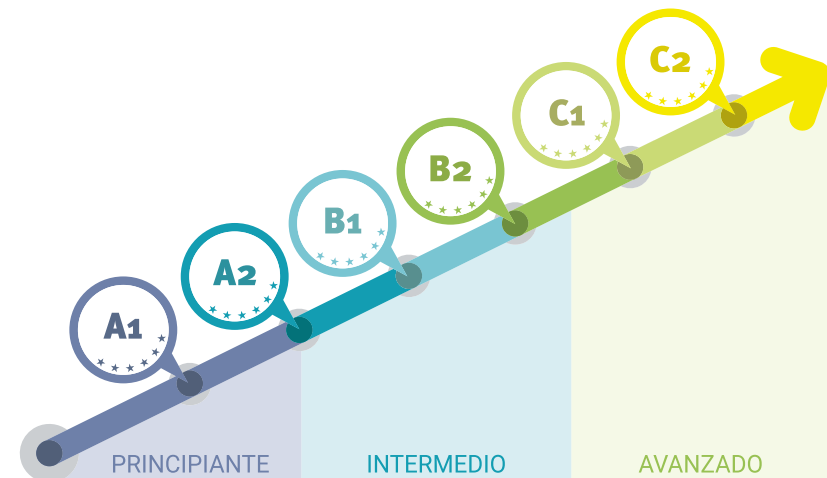 C2
C1
B2
B1
A2
A1
PRINCIPIANTE
INTERMEDIO
AVANZADO